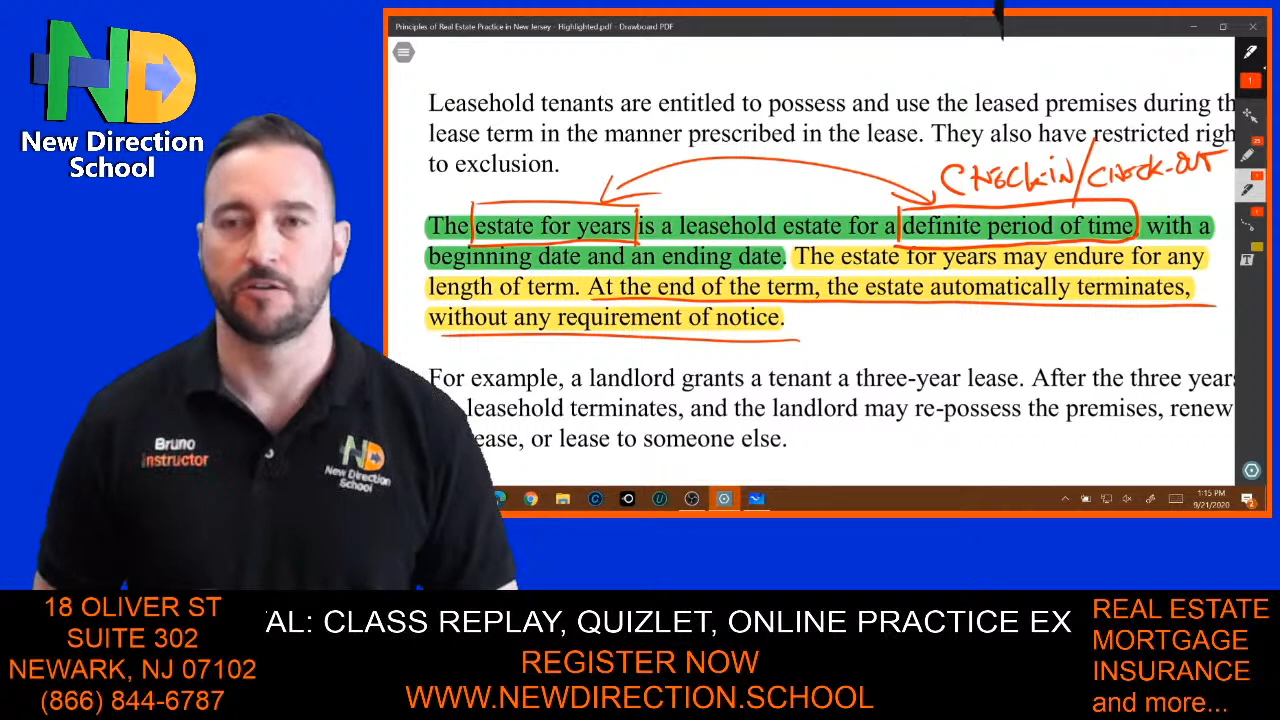 ND
New Direction
School
Principles of Real Estate Practice in New Jersey - Highlighted.pdf - Drawboard PDF
Leasehold tenants are entitled to possess and use the leased premises during th
lease term in the manner prescribed in the lease. They also have restricted righ
to exclusion.
CHECK-IN/CHECK-OUT
The estate for years is a leasehold estate for a definite period of time, with a
beginning date and an ending date. The estate for years may endure for any
length of term. At the end of the term, the estate automatically terminates,
without any requirement of notice.
For example, a landlord grants a tenant a three-year lease. After the three years
leasehold terminates, and the landlord may re-possess the premises, renew
ease, or lease to someone else.
1:15 PM
9/21/2020
Bruno
Instructor
ND
New Direction
School
18 OLIVER ST
SUITE 302
NEWARK, NJ 07102
(866) 844-6787
AL: CLASS REPLAY, QUIZLET, ONLINE PRACTICE EX
REGISTER NOW
WWW.NEWDIRECTION.SCHOOL
REAL ESTATE
MORTGAGE
INSURANCE
and more...